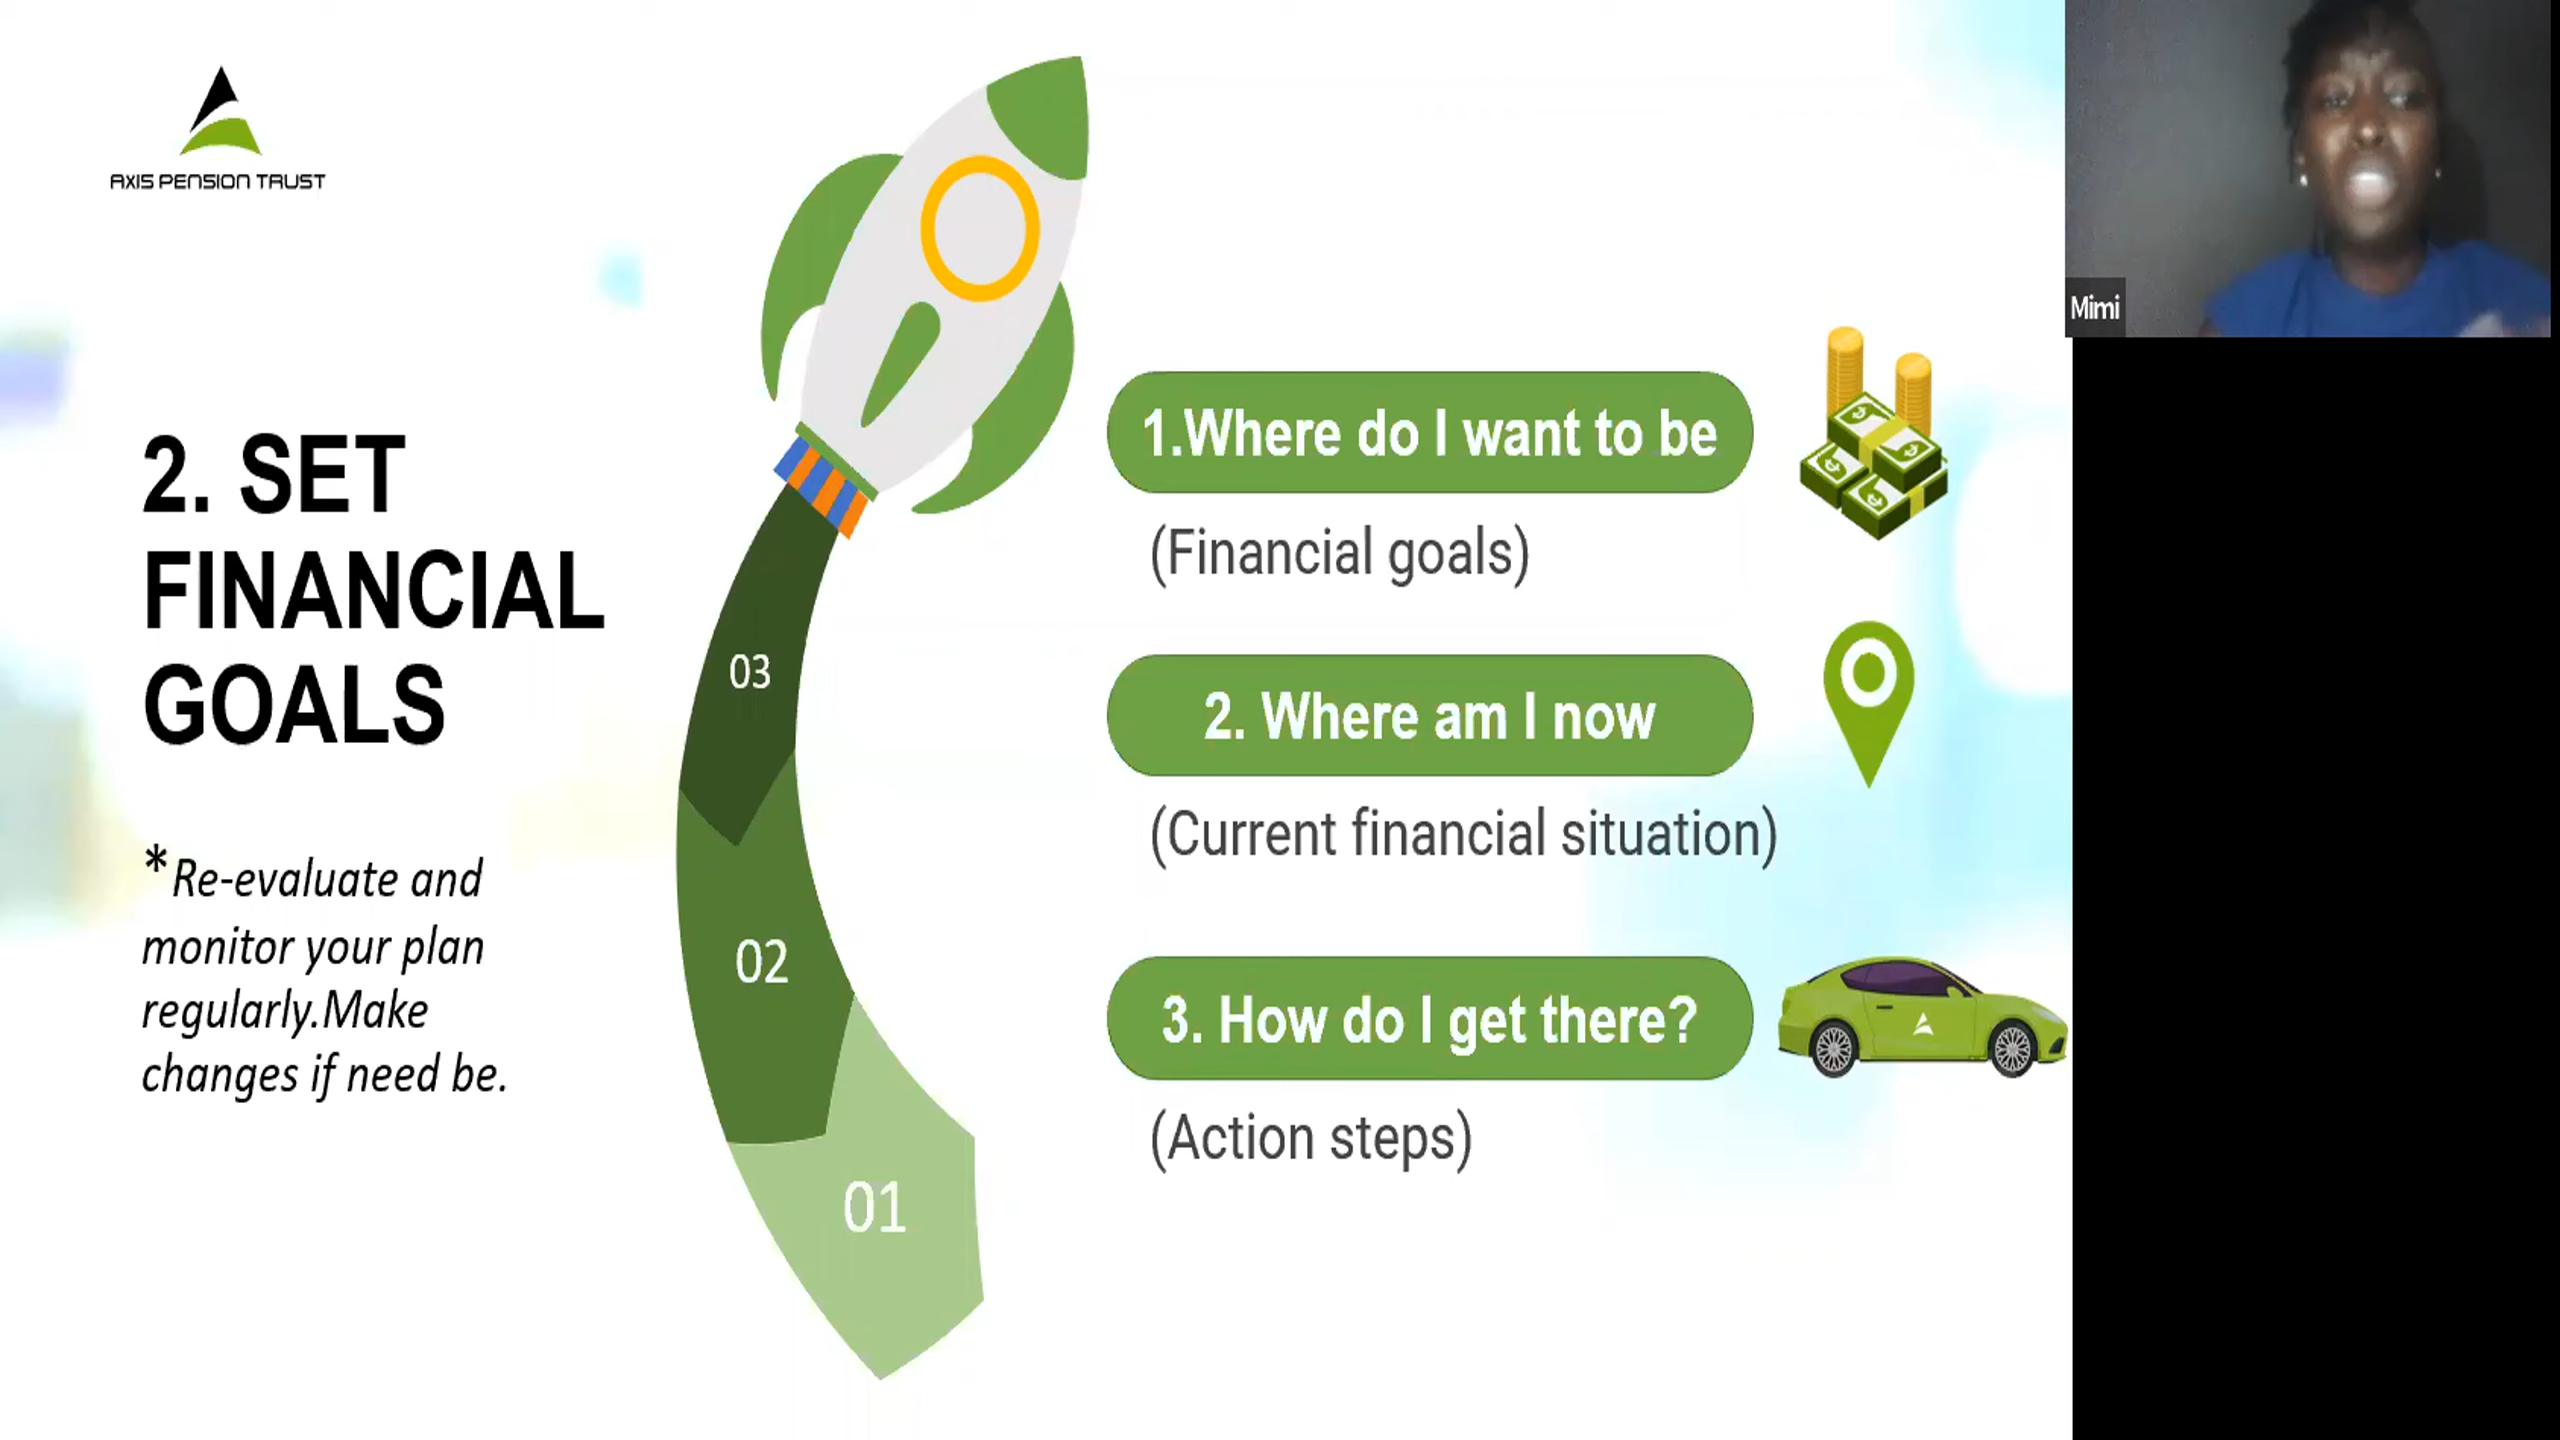 AXIS PENSION TRUST
2. SET
FINANCIAL
GOALS
*Re-evaluate and
monitor your plan
regularly.Make
changes if need be.
03
02
01
1.Where do I want to be
(Financial goals)
2. Where am I now
(Current financial situation)
3. How do I get there?
(Action steps)
Mimi